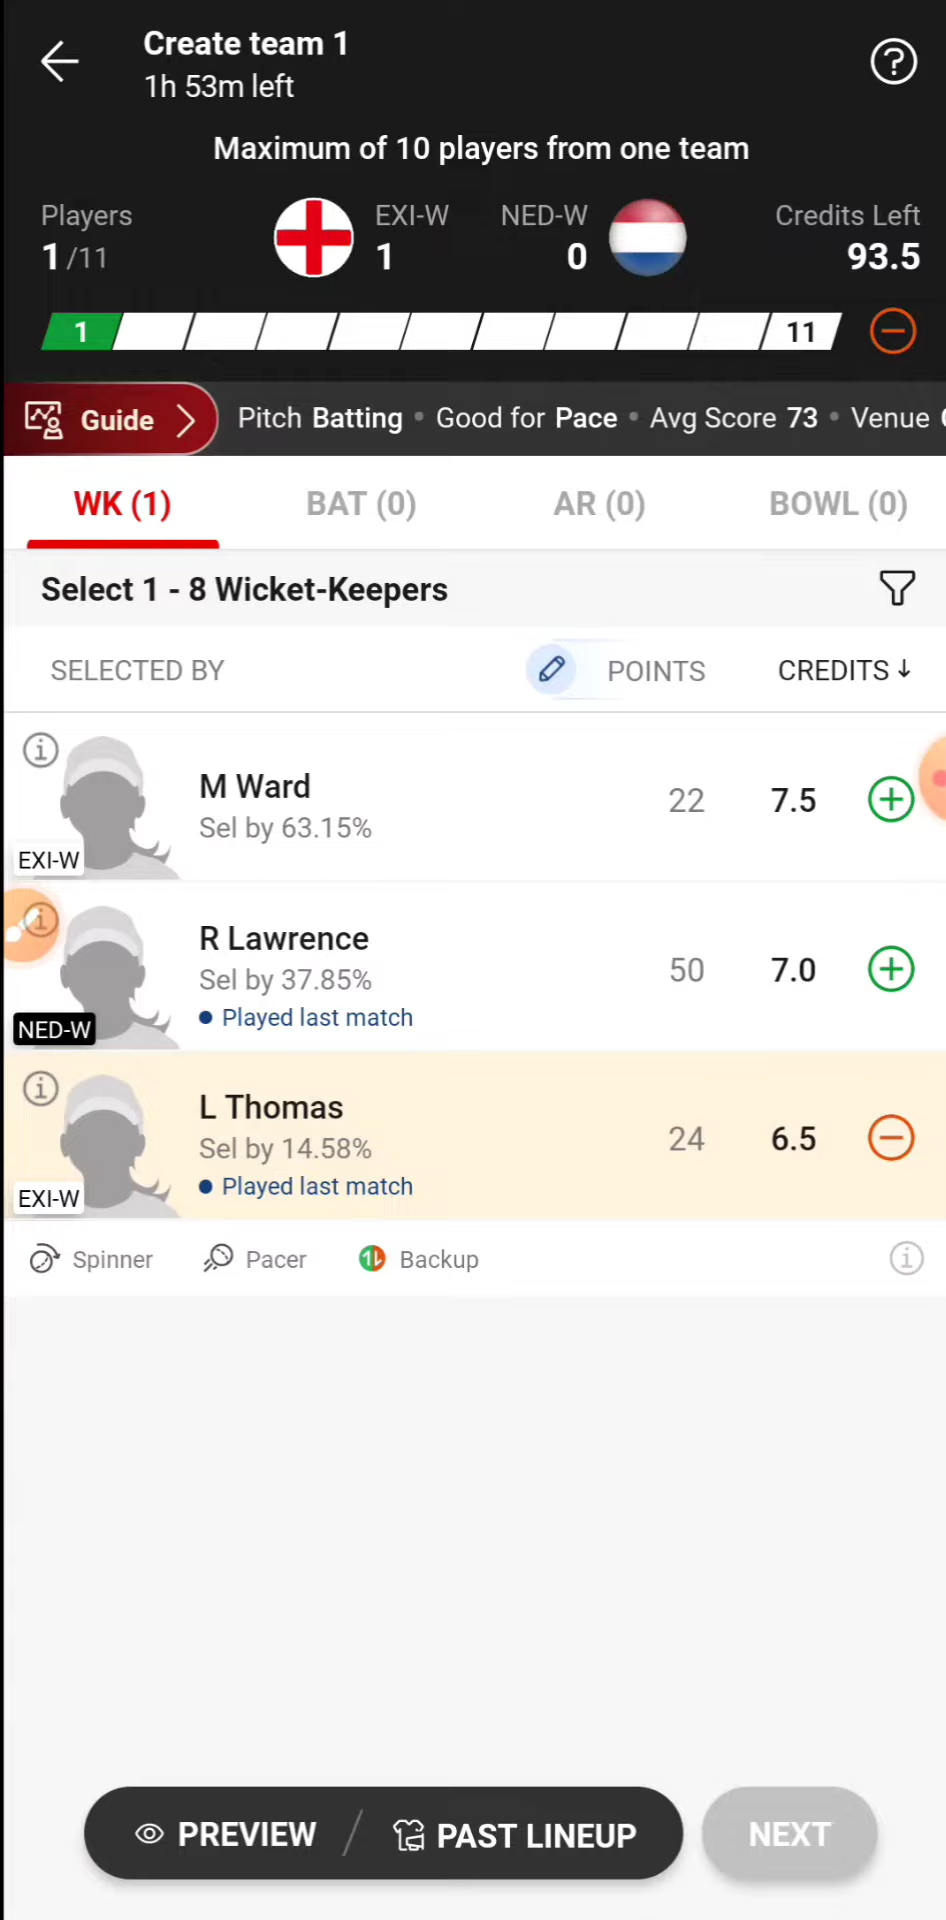 Create team 1
1h 53m left
Maximum of 10 players from one team
Players
1/11
EXI-W
1
NED-W
0
Credits Left
93.5
1
11
Guide
Pitch Batting • Good for Pace • Avg Score 73 • Venue
WK (1)
BAT (0)
AR (0)
BOWL (0)
Select 1 - 8 Wicket-Keepers
SELECTED BY
POINTS
CREDITS ↓
M Ward
Sel by 63.15%
22
7.5
EXI-W
R Lawrence
Sel by 37.85%
• Played last match
50
7.0
NED-W
L Thomas
Sel by 14.58%
• Played last match
24
6.5
EXI-W
Spinner
Pacer
Backup
PREVIEW / PAST LINEUP
NEXT